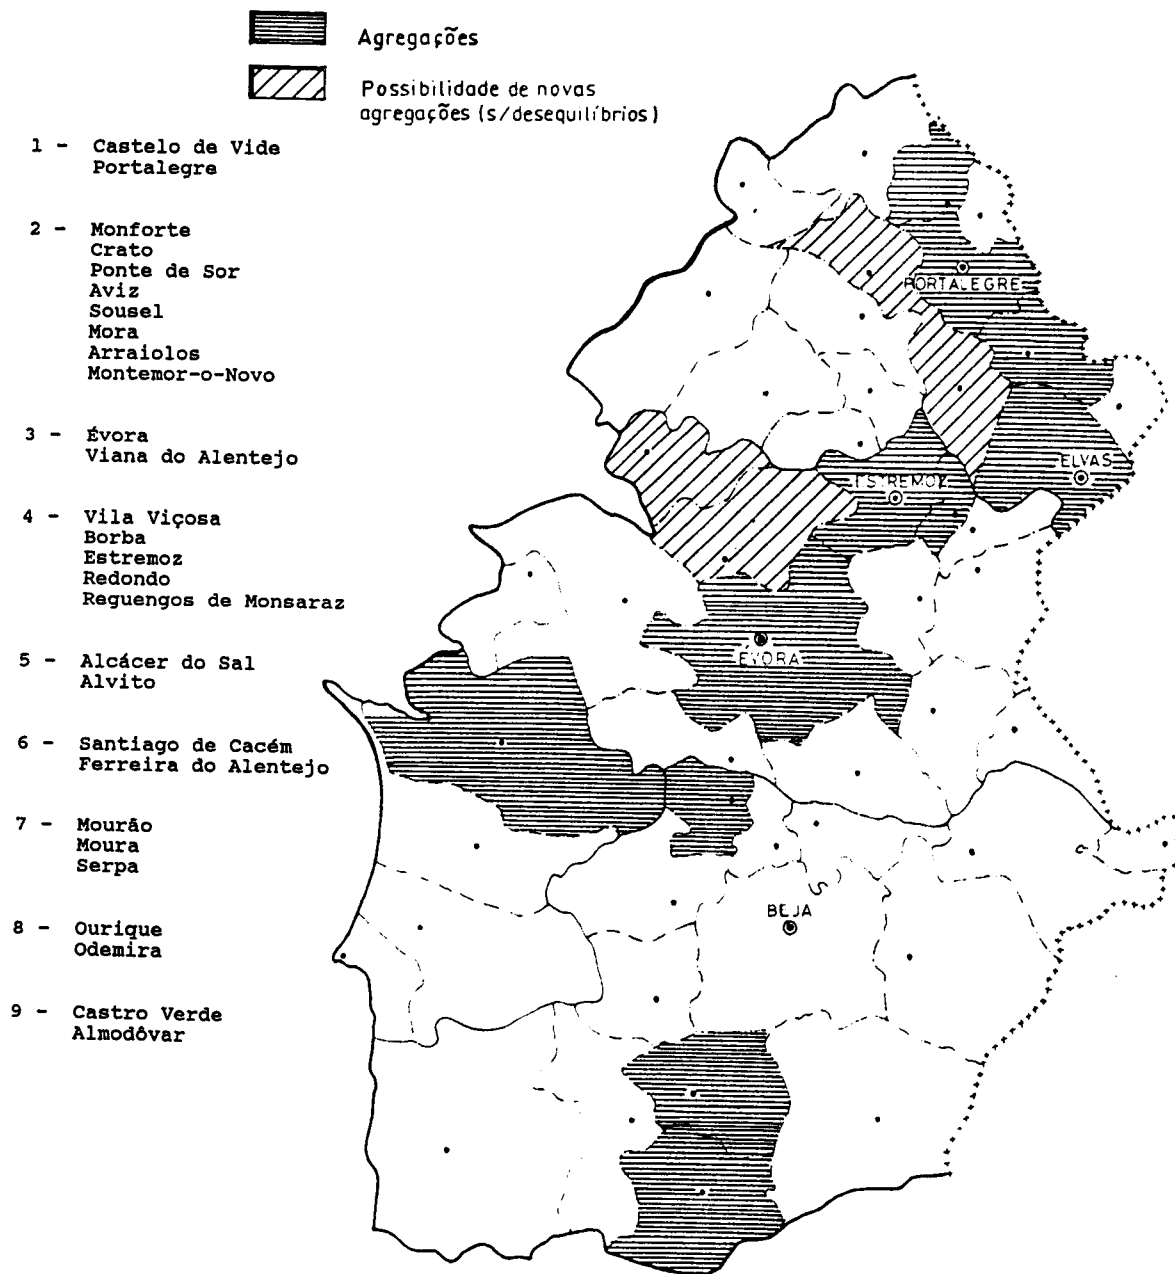 Agregações
Possibilidade de novas
agregações (s/desequilíbrios)
1 - Castelo de Vide
Portalegre
2 - Monforte
Crato
Ponte de Sor
Aviz
Sousel
Mora
Arraiolos
Montemor-o-Novo
3 - Évora
Viana do Alentejo
4 - Vila Viçosa
Borba
Estremoz
Redondo
Reguengos de Monsaraz
5 - Alcácer do Sal
Alvito
6 - Santiago de Cacém
Ferreira do Alentejo
7 - Mourão
Moura
Serpa
8 - Ourique
Odemira
9 - Castro Verde
Almodôvar
PORTALEGRE
ELVAS
ESTREMOZ
ÉVORA
BEJA